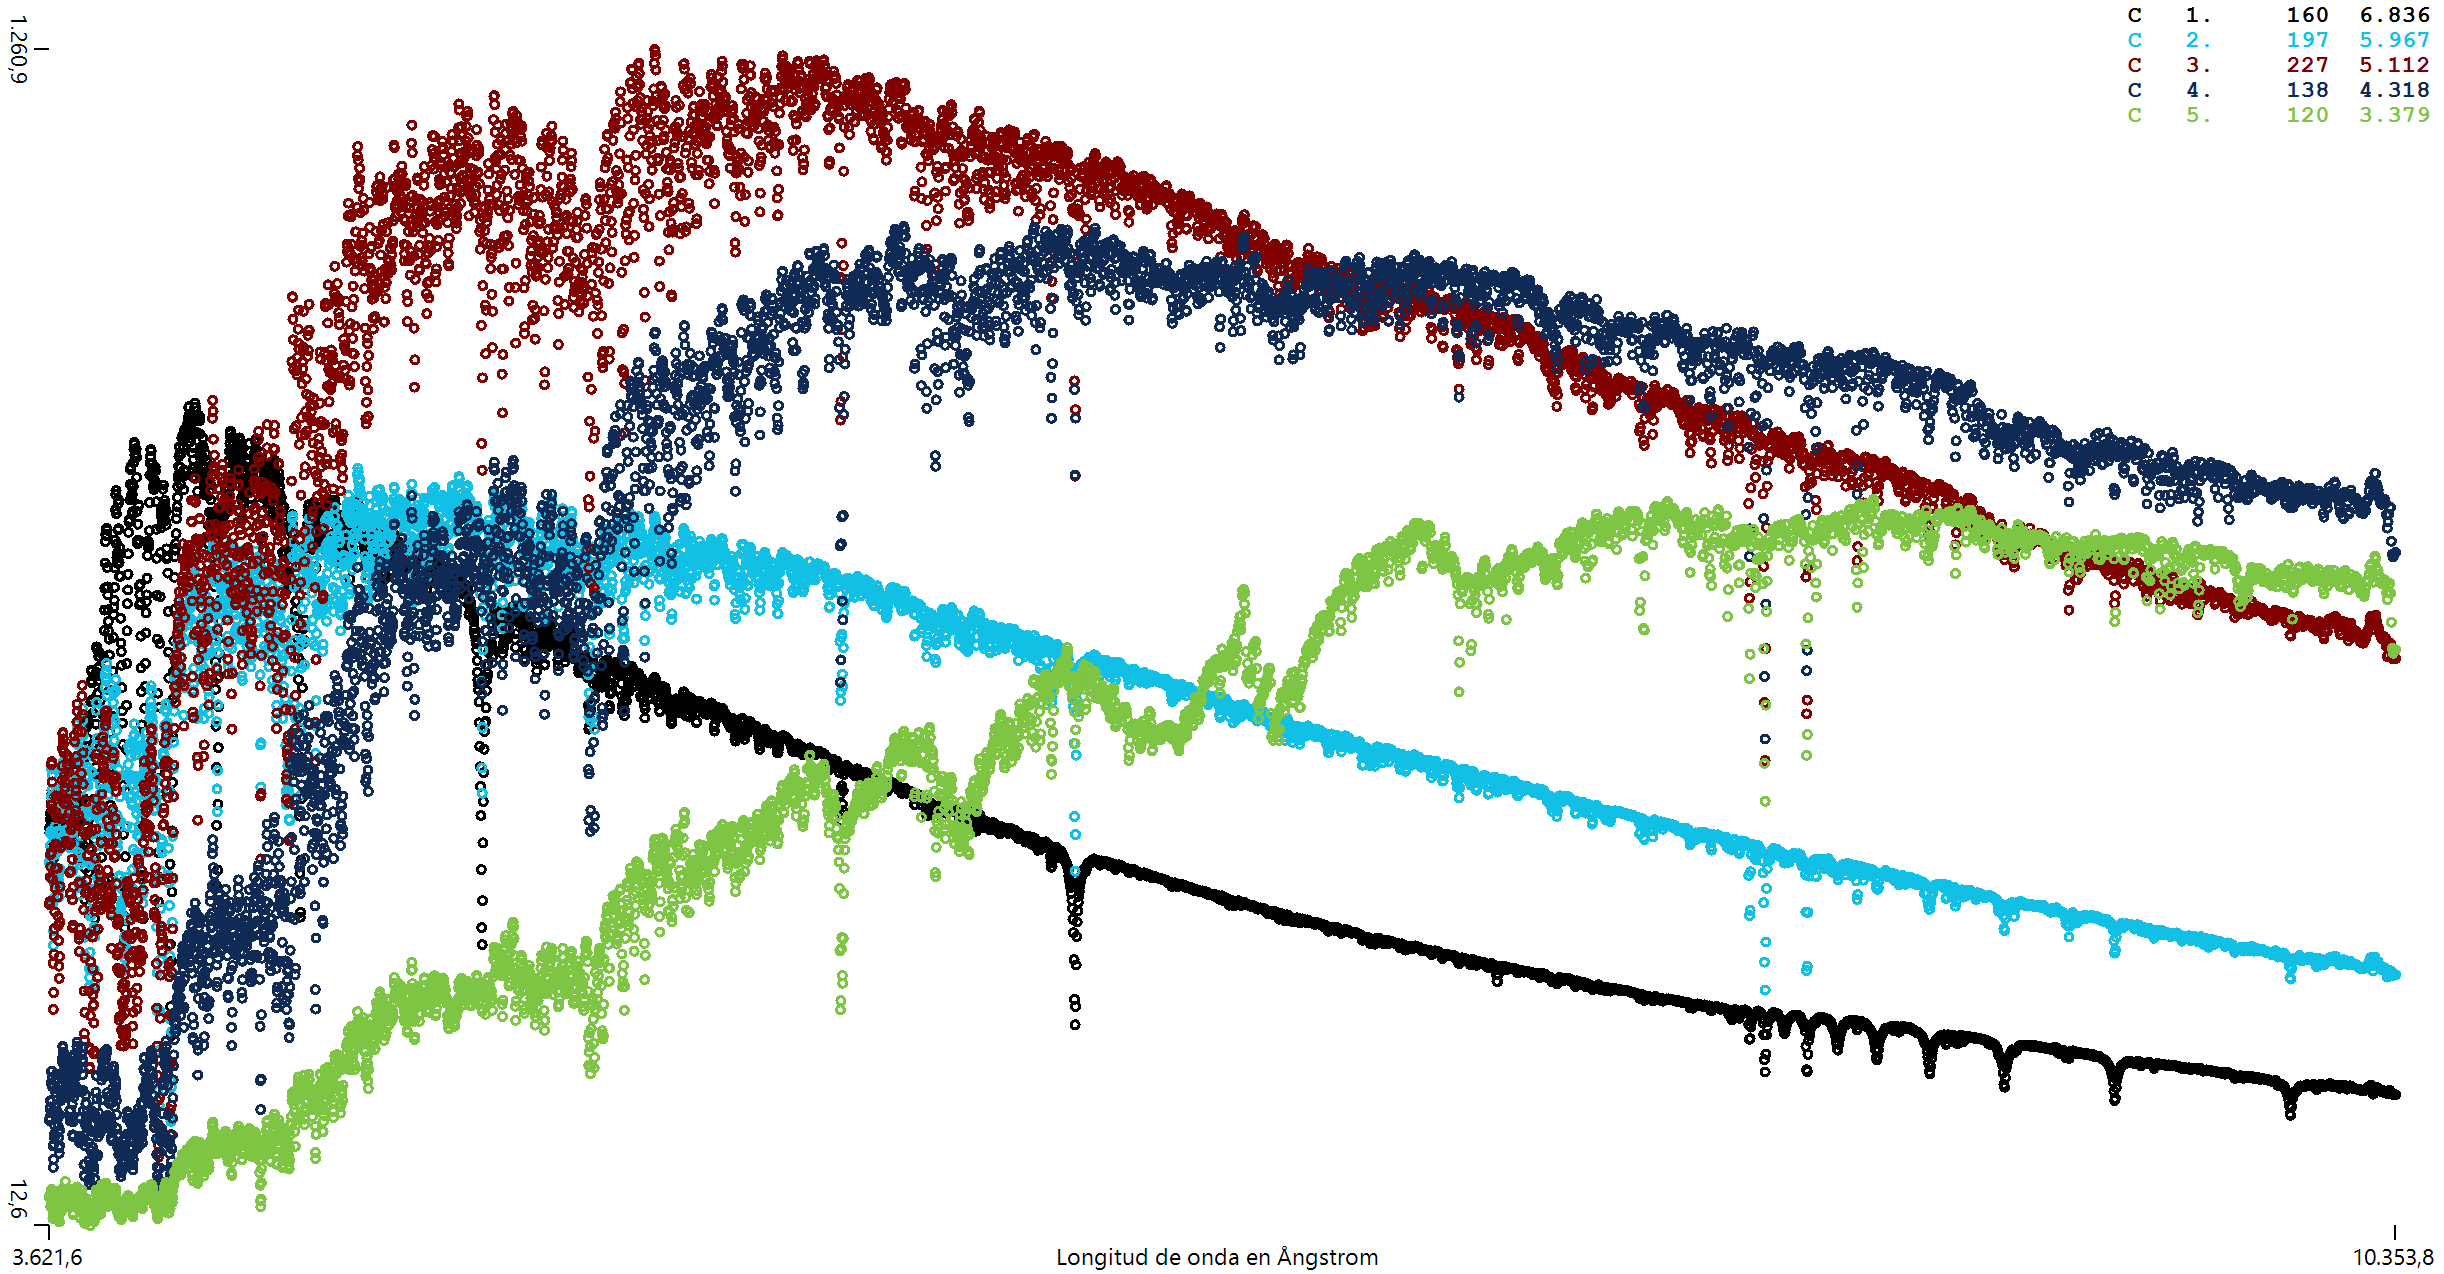 C 1. 160 6.836
C 2. 197 5.967
C 3. 227 5.112
C 4. 138 4.318
C 5. 120 3.379
1.260,9
12,6
3.621,6 Longitud de onda en Ångstrom 10.353,8